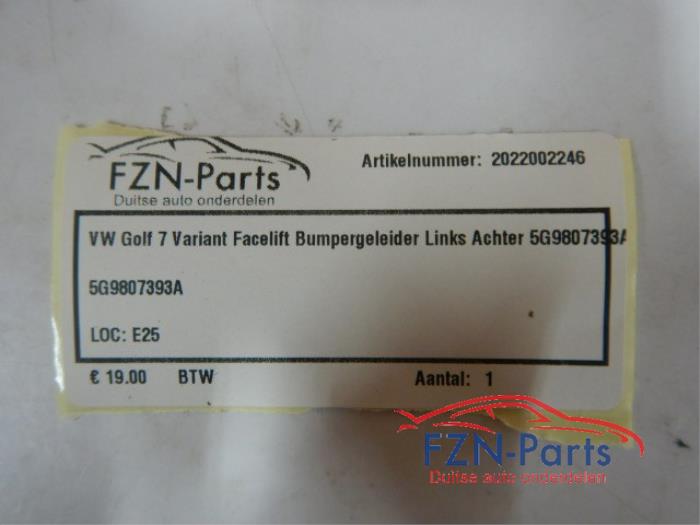 FZN-Parts
Duitse auto onderdelen
Artikelnummer: 2022002246
VW Golf 7 Variant Facelift Bumpergeleider Links Achter 5G9807393A
5G9807393A
LOC: E25
€ 19.00 BTW Aantal: 1
FZN-Parts
Duitse auto onderdelen